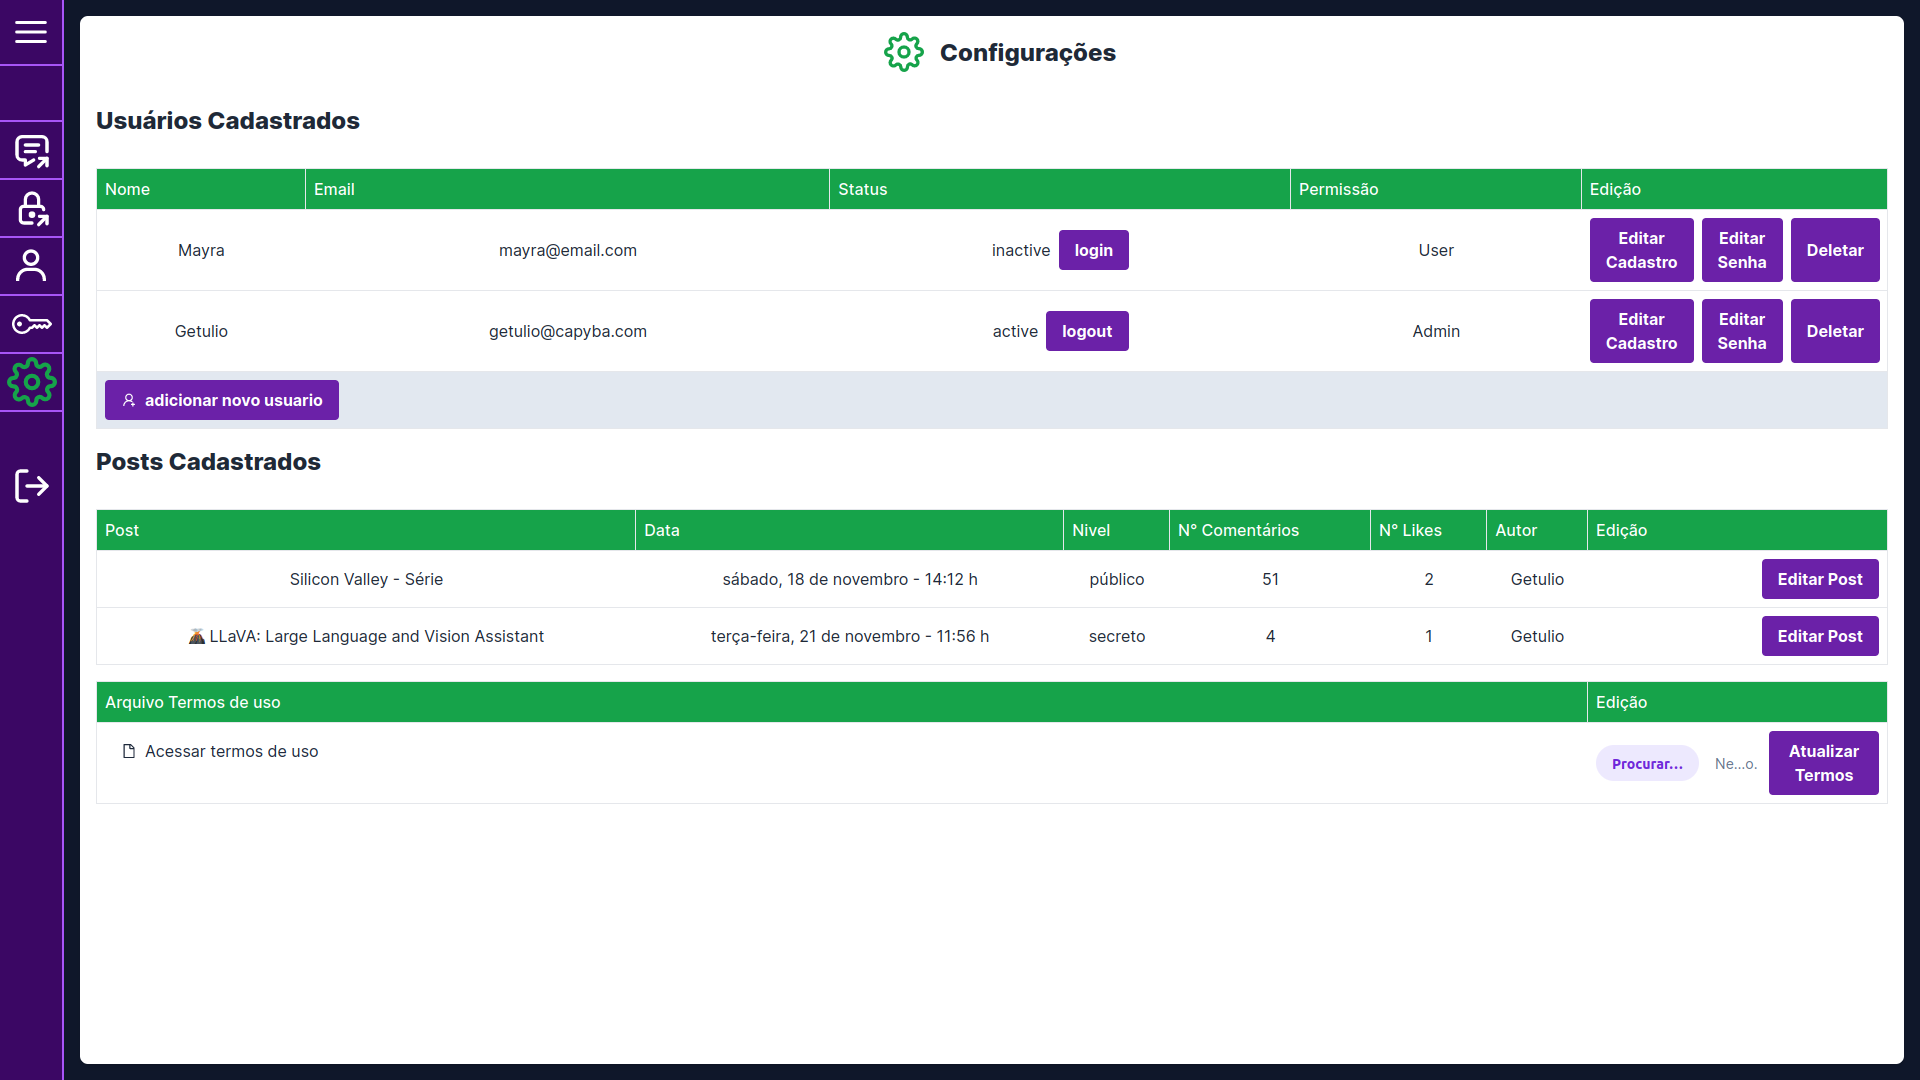 Configurações
Usuários Cadastrados
Nome Email Status Permissão Edição
Mayra mayra@email.com inactive login User Editar Cadastro Editar Senha Deletar
Getulio getulio@capyba.com active logout Admin Editar Cadastro Editar Senha Deletar
adicionar novo usuario
Posts Cadastrados
Post Data Nivel N° Comentários N° Likes Autor Edição
Silicon Valley - Série sábado, 18 de novembro - 14:12 h público 51 2 Getulio Editar Post
🌋 LLaVA: Large Language and Vision Assistant terça-feira, 21 de novembro - 11:56 h secreto 4 1 Getulio Editar Post
Arquivo Termos de uso Edição
Acessar termos de uso Procurar... Ne...o. Atualizar Termos